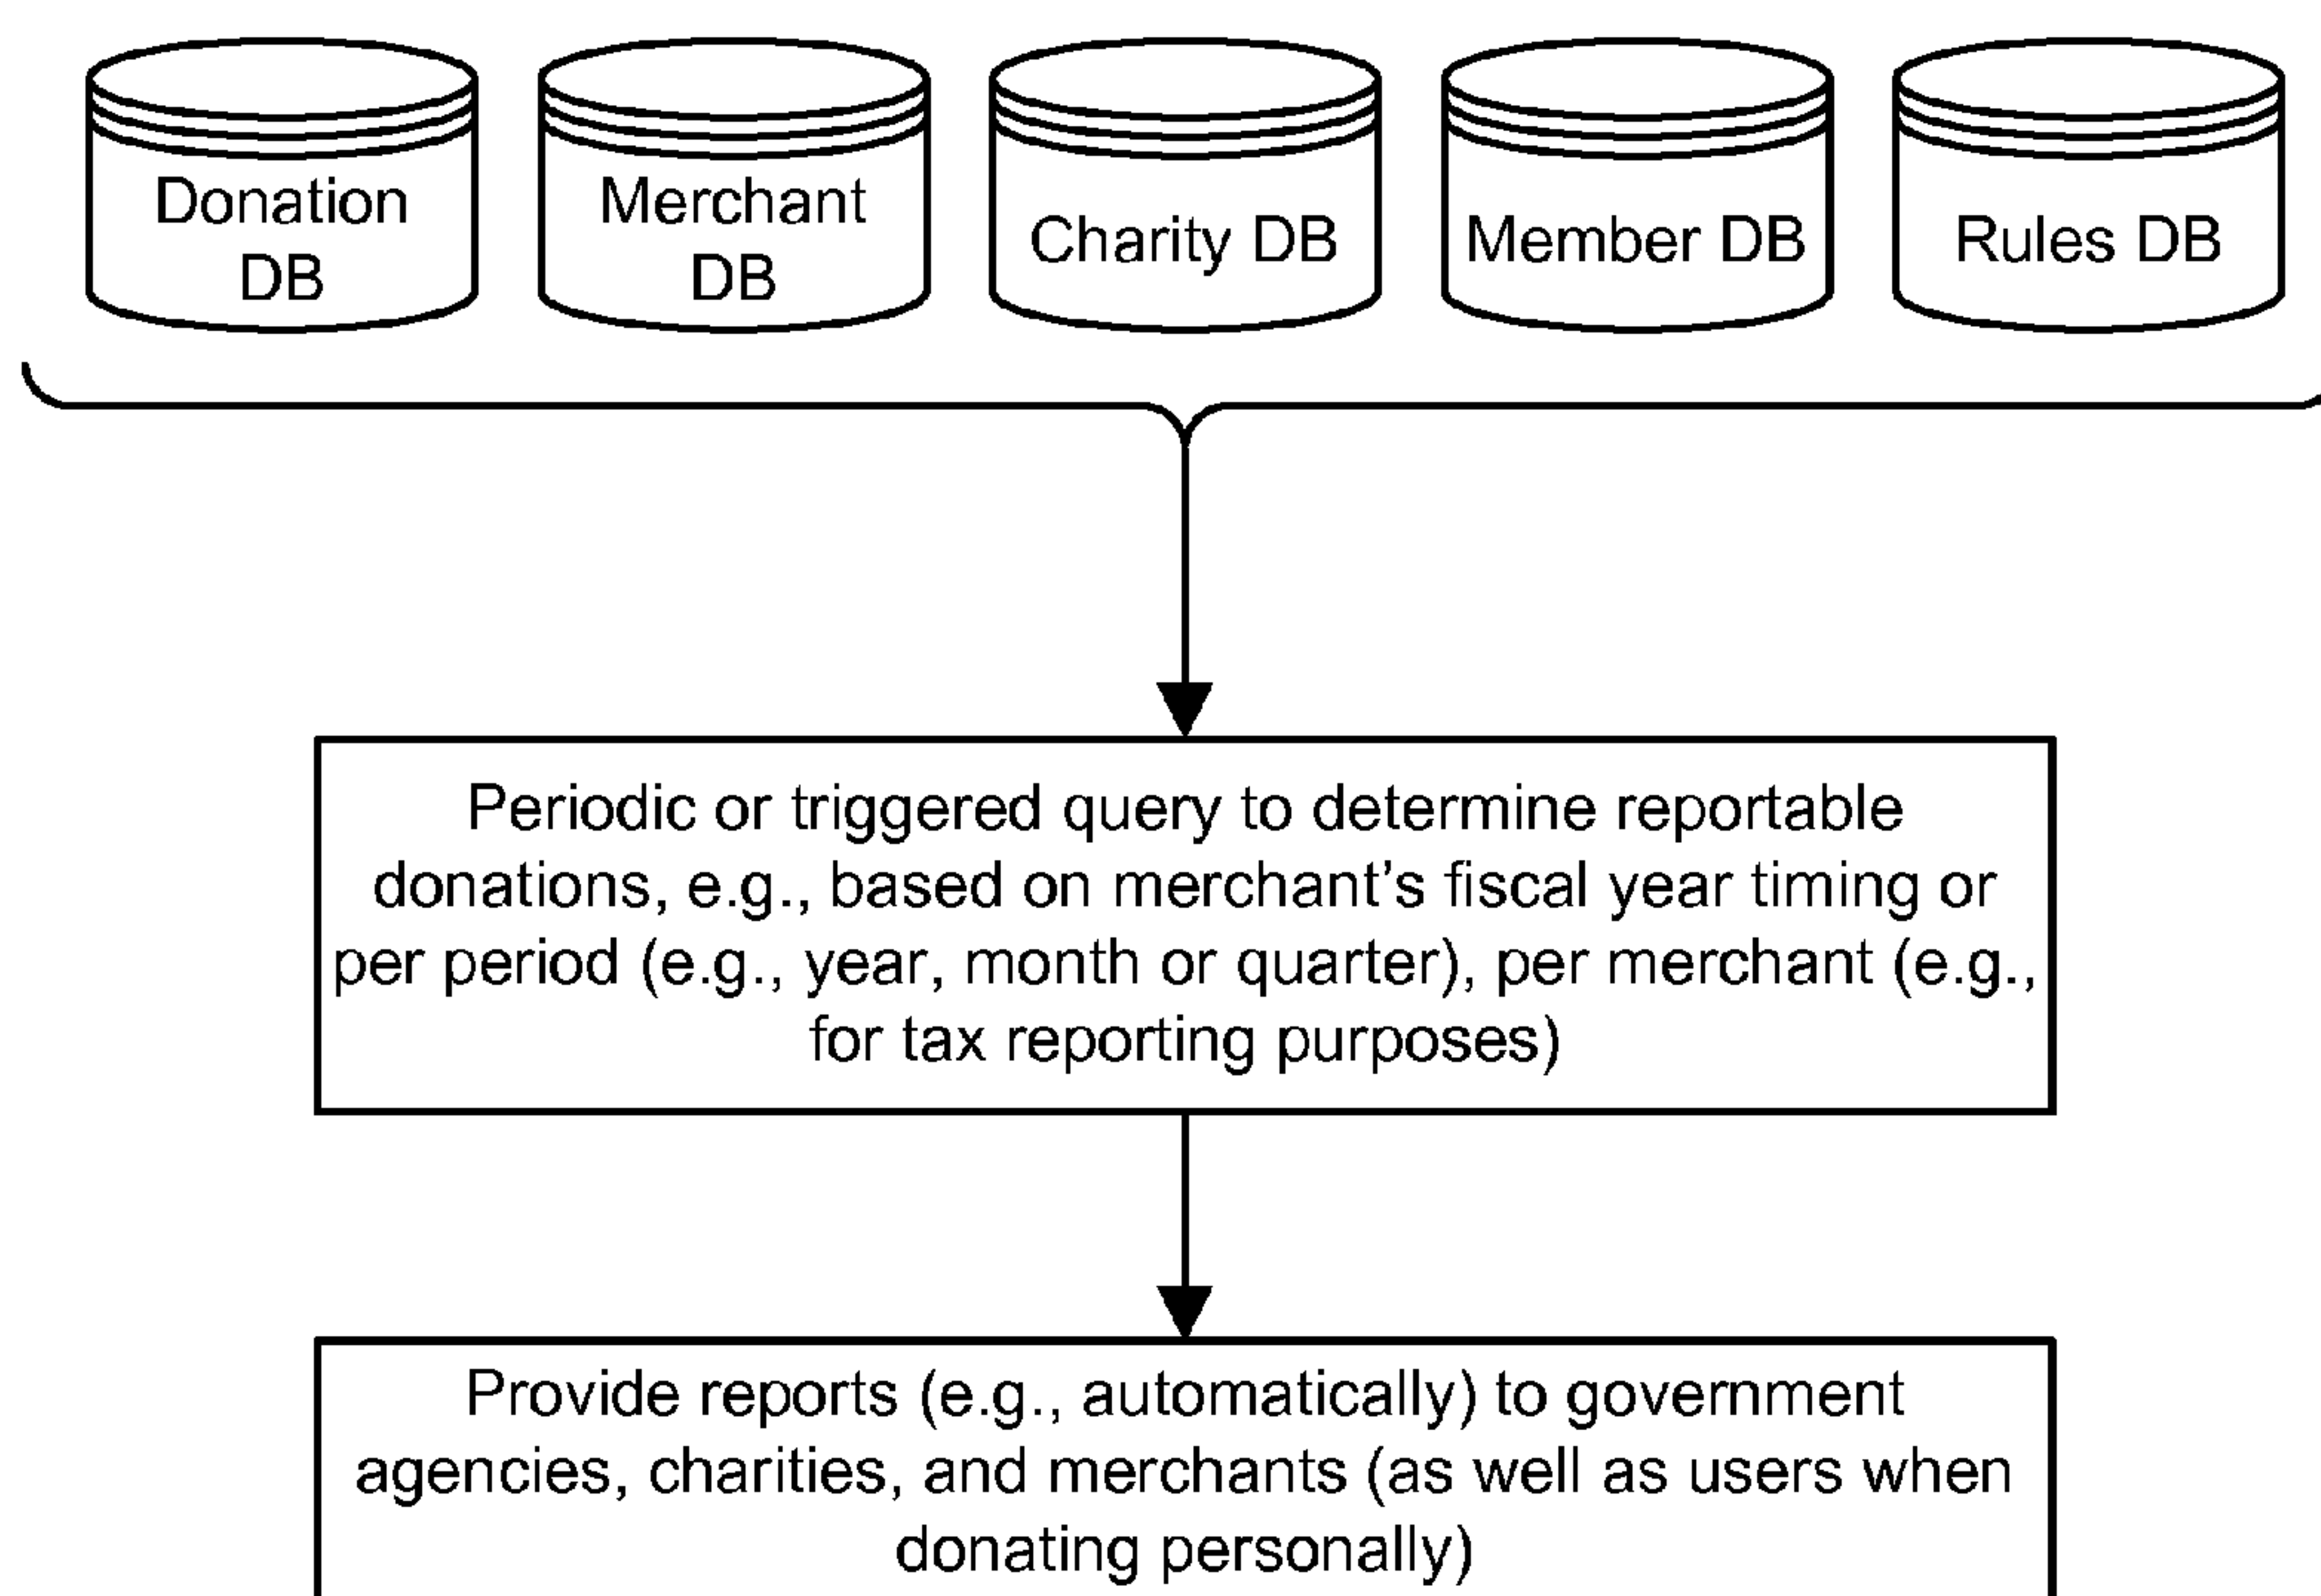 Donation
DB
Merchant
DB
Charity DB
Member DB
Rules DB
Periodic or triggered query to determine reportable
donations, e.g., based on merchant’s fiscal year timing or
per period (e.g., year, month or quarter), per merchant (e.g.,
for tax reporting purposes)
Provide reports (e.g., automatically) to government
agencies, charities, and merchants (as well as users when
donating personally)